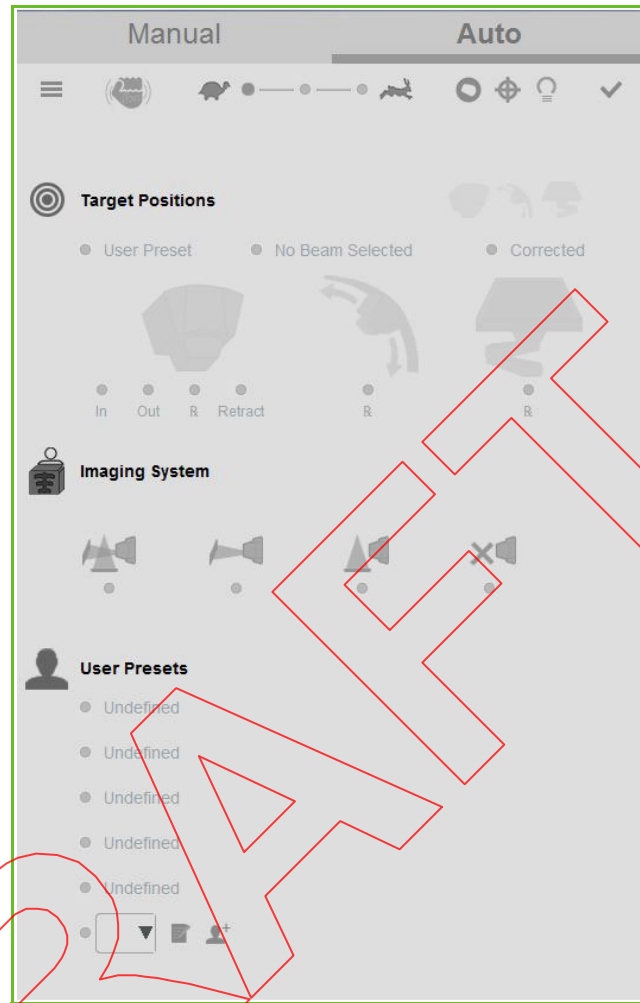 Manual Auto
Target Positions
User Preset No Beam Selected Corrected
In Out ℞ Retract ℞ ℞
Imaging System
User Presets
Undefined
Undefined
Undefined
Undefined
Undefined